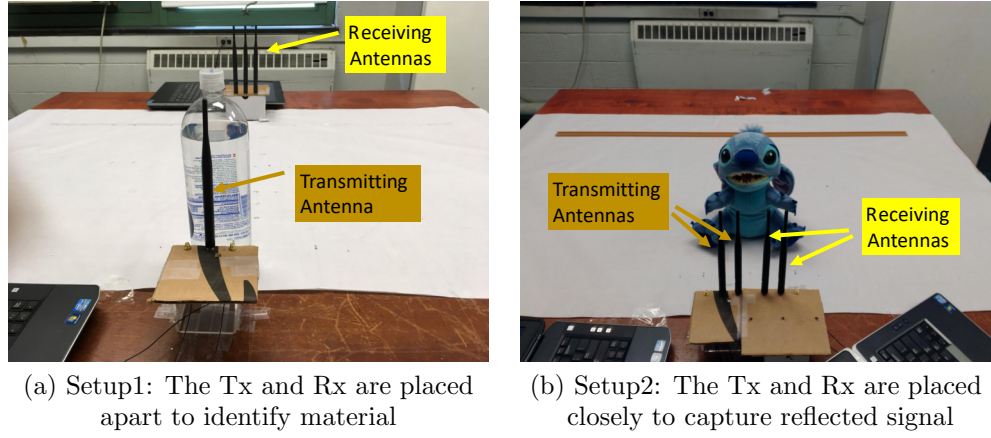 Receiving
Antennas
Transmitting
Antenna
Transmitting
Antennas
Receiving
Antennas
(a) Setup1: The Tx and Rx are placed
apart to identify material
(b) Setup2: The Tx and Rx are placed
closely to capture reflected signal